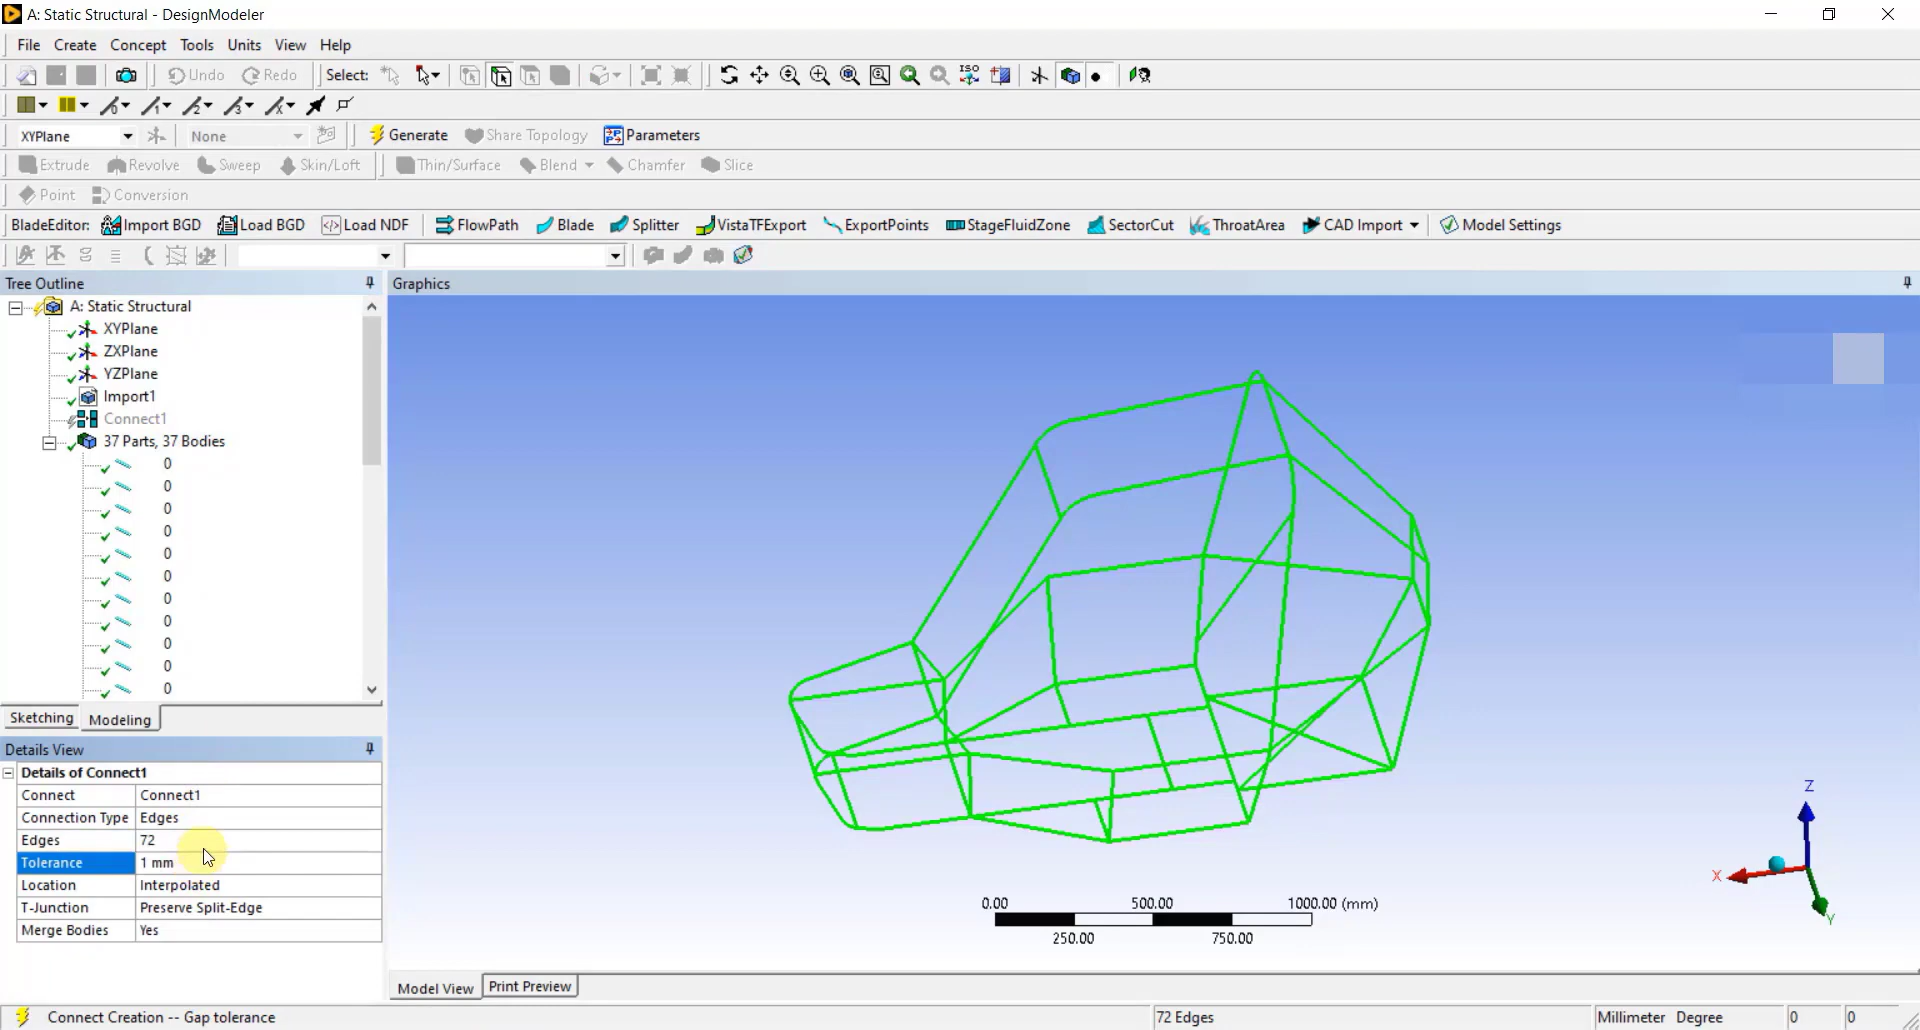 A: Static Structural - DesignModeler
File Create Concept Tools Units View Help
Undo Redo Select: ISO
0 1 2 3 x
XYPlane None Generate Share Topology Parameters
Extrude Revolve Sweep Skin/Loft Thin/Surface Blend Chamfer Slice
Point Conversion
BladeEditor: Import BGD Load BGD Load NDF FlowPath Blade Splitter VistaTFExport ExportPoints StageFluidZone SectorCut ThroatArea CAD Import Model Settings
Tree Outline
Graphics
A: Static Structural
XYPlane
ZXPlane
YZPlane
Import1
Connect1
37 Parts, 37 Bodies
0
0
0
0
0
0
0
0
0
0
0
Sketching Modeling
Details View
Details of Connect1
Connect Connect1
Connection Type Edges
Edges 72
Tolerance 1 mm
Location Interpolated
T-Junction Preserve Split-Edge
Merge Bodies Yes
Z
X
Y
0.00 500.00 1000.00 (mm)
250.00 750.00
Model View Print Preview
Connect Creation -- Gap tolerance 72 Edges Millimeter Degree 0 0